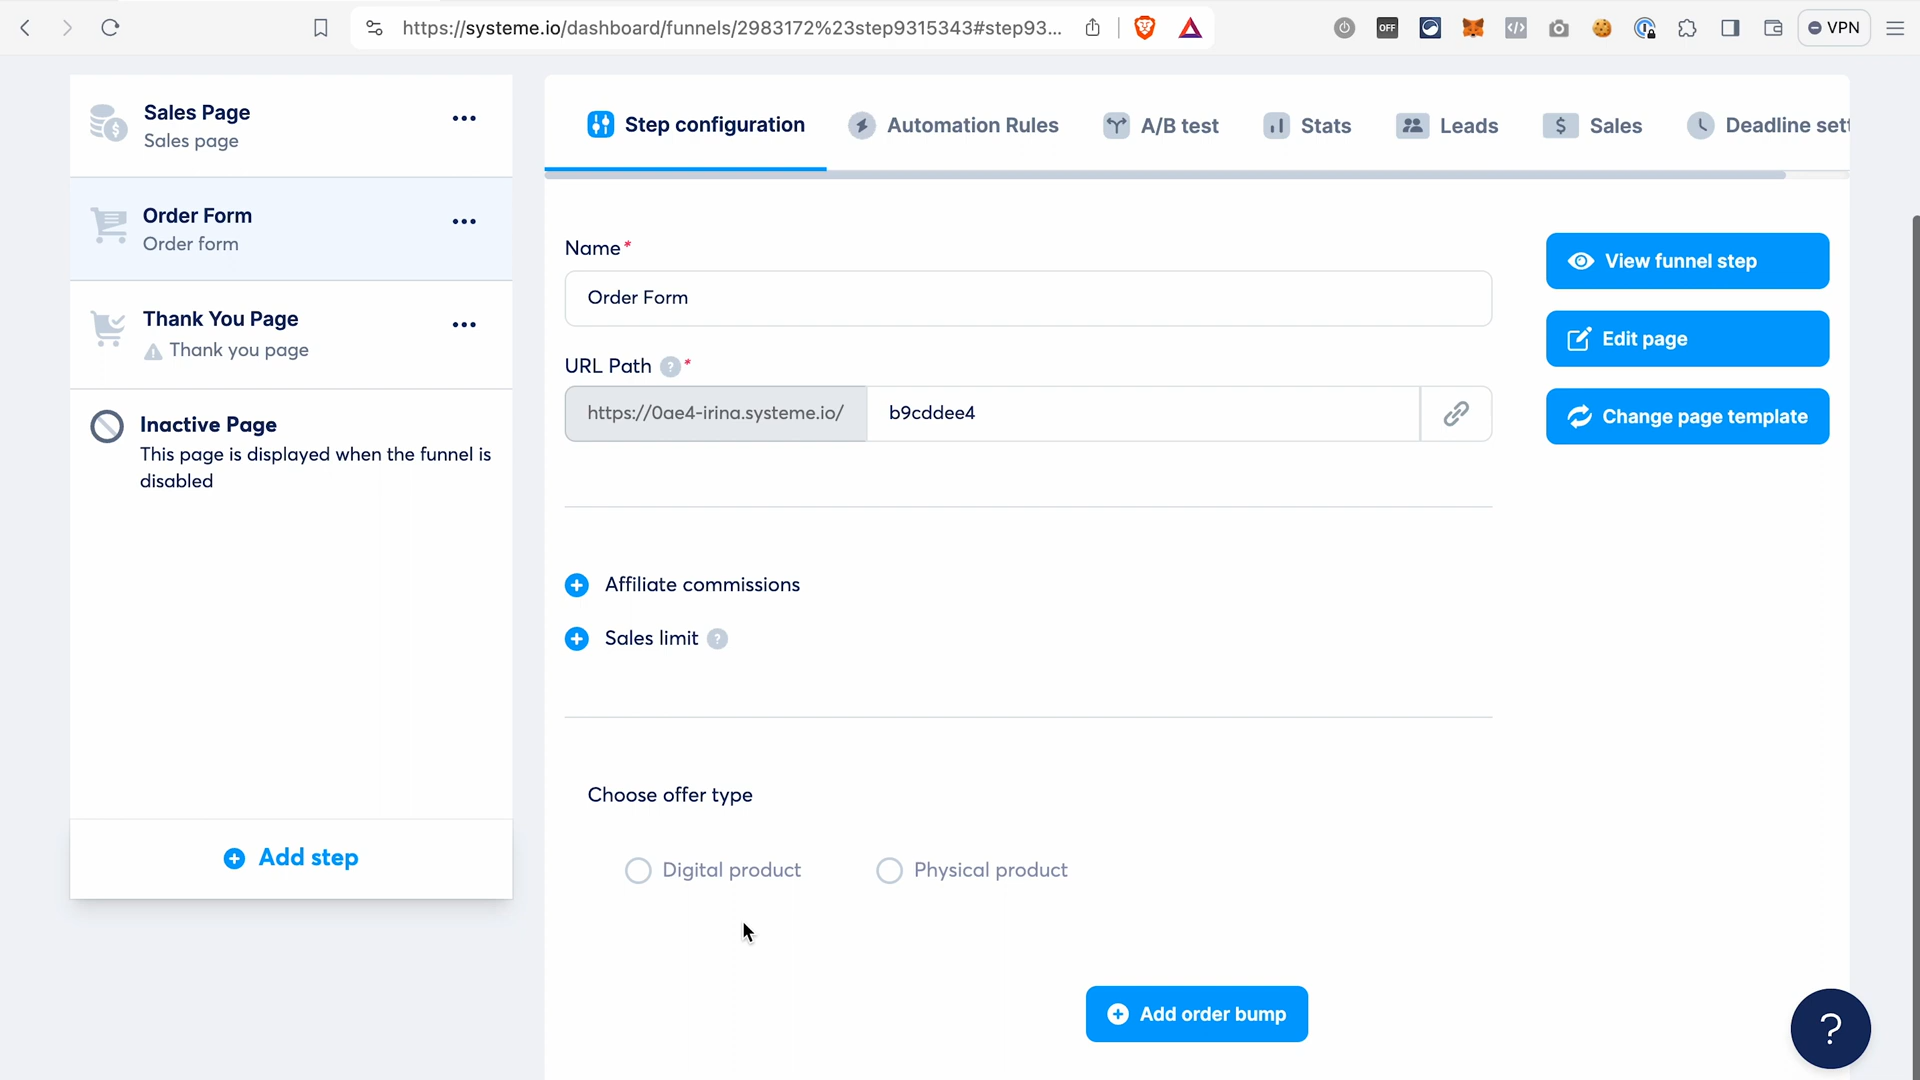 https://systeme.io/dashboard/funnels/2983172%23step9315343#step93...
OFF
VPN
Sales Page
Sales page
Order Form
Order form
Thank You Page
Thank you page
Inactive Page
This page is displayed when the funnel is
disabled
Add step
Step configuration
Automation Rules
A/B test
Stats
Leads
$ Sales
Deadline sett
Name*
Order Form
URL Path ? *
https://0ae4-irina.systeme.io/
b9cddee4
View funnel step
Edit page
Change page template
Affiliate commissions
Sales limit ?
Choose offer type
Digital product
Physical product
Add order bump
?